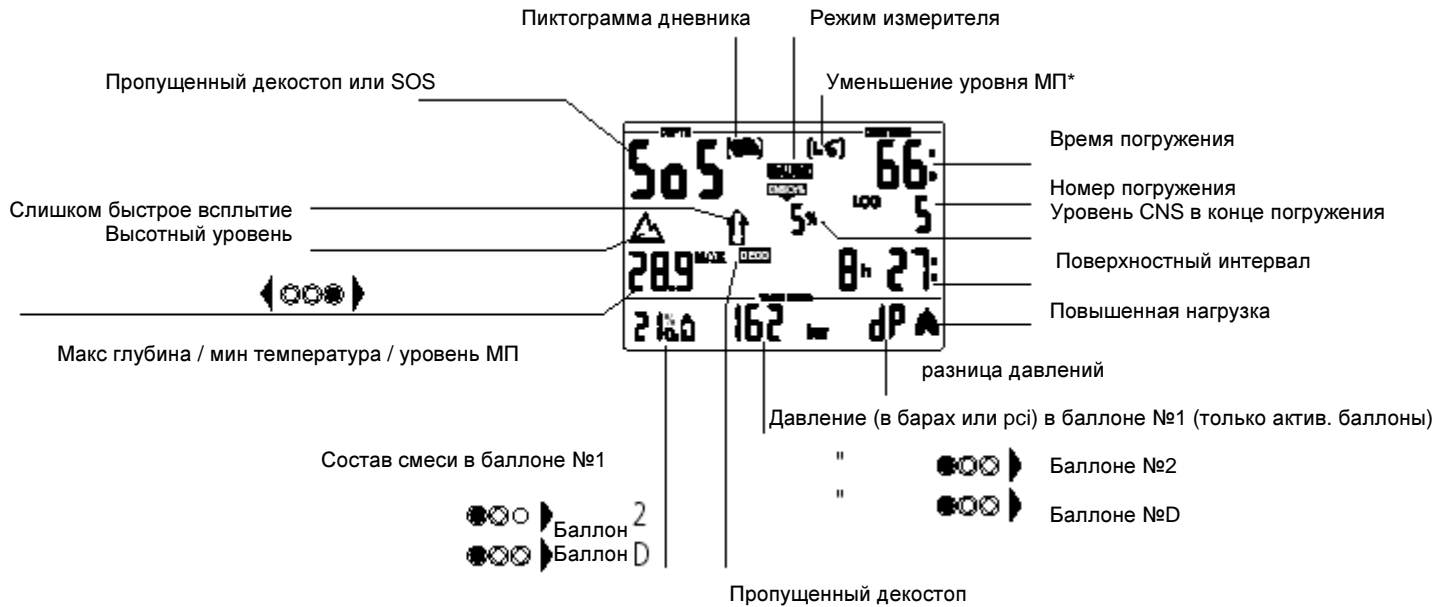 Пиктограмма дневника
Режим измерителя
Пропущенный декостоп или SOS
Уменьшение уровня МП*
DEPTH
So5
66:
Время погружения
Номер погружения
LOG 5
Уровень CNS в конце погружения
5%
Слишком быстрое всплытие
Высотный уровень
28.9 MAX
DECO
8h 27:
Поверхностный интервал
162 bar
dP
Повышенная нагрузка
Макс глубина / мин температура / уровень МП
разница давлений
Давление (в барах или pci) в баллоне №1 (только актив. баллоны)
Состав смеси в баллоне №1
" Баллоне №2
" Баллоне №D
Баллон 2
Баллон D
Пропущенный декостоп